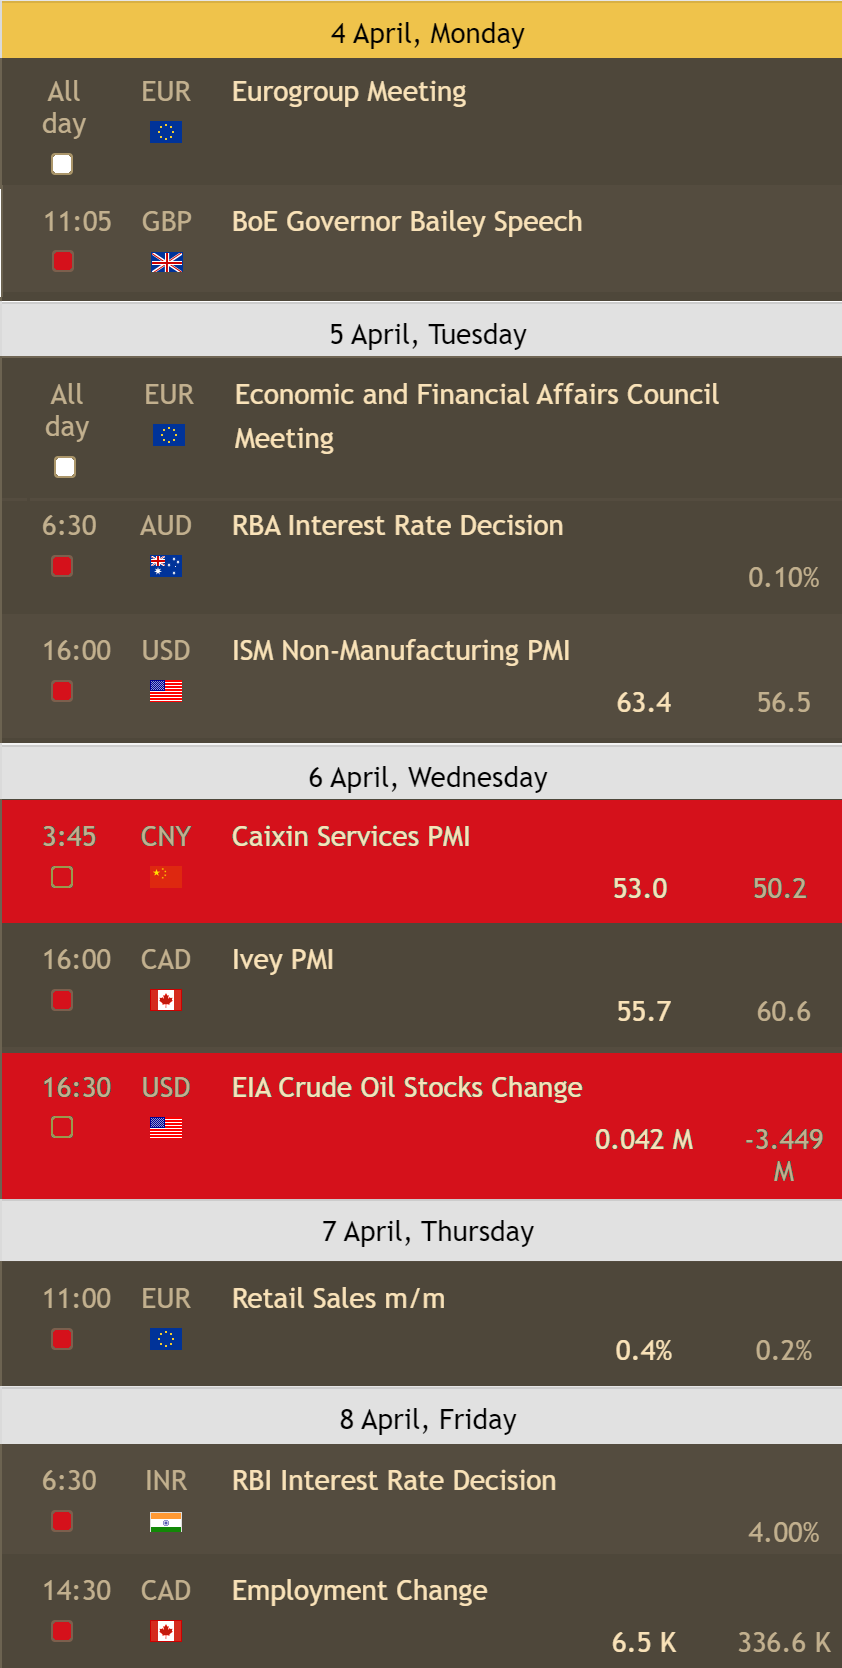 4 April, Monday
All EUR Eurogroup Meeting
day
11:05 GBP BoE Governor Bailey Speech
5 April, Tuesday
All EUR Economic and Financial Affairs Council
day Meeting
6:30 AUD RBA Interest Rate Decision
0.10%
16:00 USD ISM Non-Manufacturing PMI
63.4 56.5
6 April, Wednesday
3:45 CNY Caixin Services PMI
53.0 50.2
16:00 CAD Ivey PMI
55.7 60.6
16:30 USD EIA Crude Oil Stocks Change
0.042 M -3.449
M
7 April, Thursday
11:00 EUR Retail Sales m/m
0.4% 0.2%
8 April, Friday
6:30 INR RBI Interest Rate Decision
4.00%
14:30 CAD Employment Change
6.5 K 336.6 K